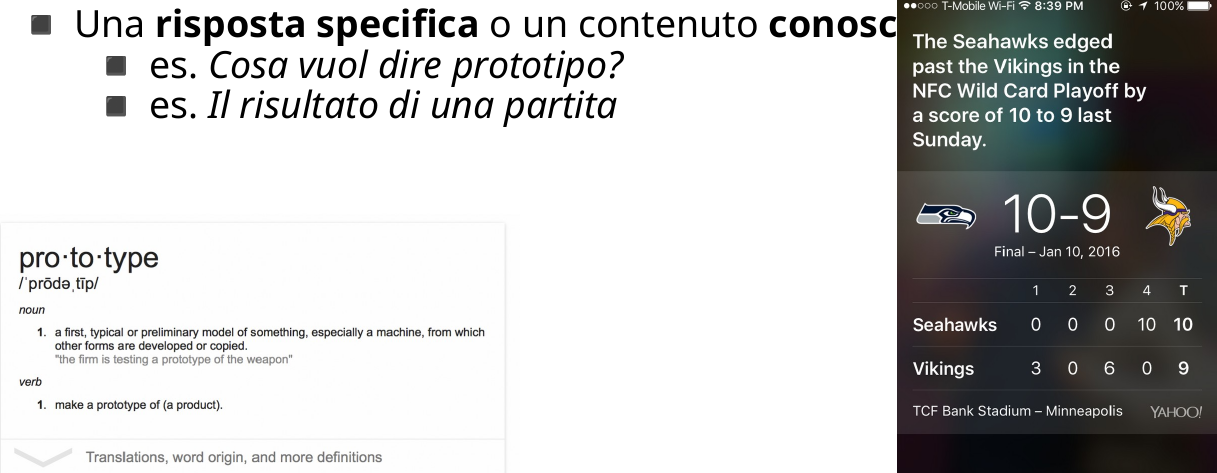 Una risposta specifica o un contenuto conosc
es. Cosa vuol dire prototipo?
es. Il risultato di una partita
pro·to·type
/ˈprōdəˌtīp/
noun
1. a first, typical or preliminary model of something, especially a machine, from which
other forms are developed or copied.
"the firm is testing a prototype of the weapon"
verb
1. make a prototype of (a product).
Translations, word origin, and more definitions
T-Mobile Wi-Fi 8:39 PM 100%
The Seahawks edged
past the Vikings in the
NFC Wild Card Playoff by
a score of 10 to 9 last
Sunday.
10-9
Final – Jan 10, 2016
1 2 3 4 T
Seahawks 0 0 0 10 10
Vikings 3 0 6 0 9
TCF Bank Stadium – Minneapolis YAHOO!